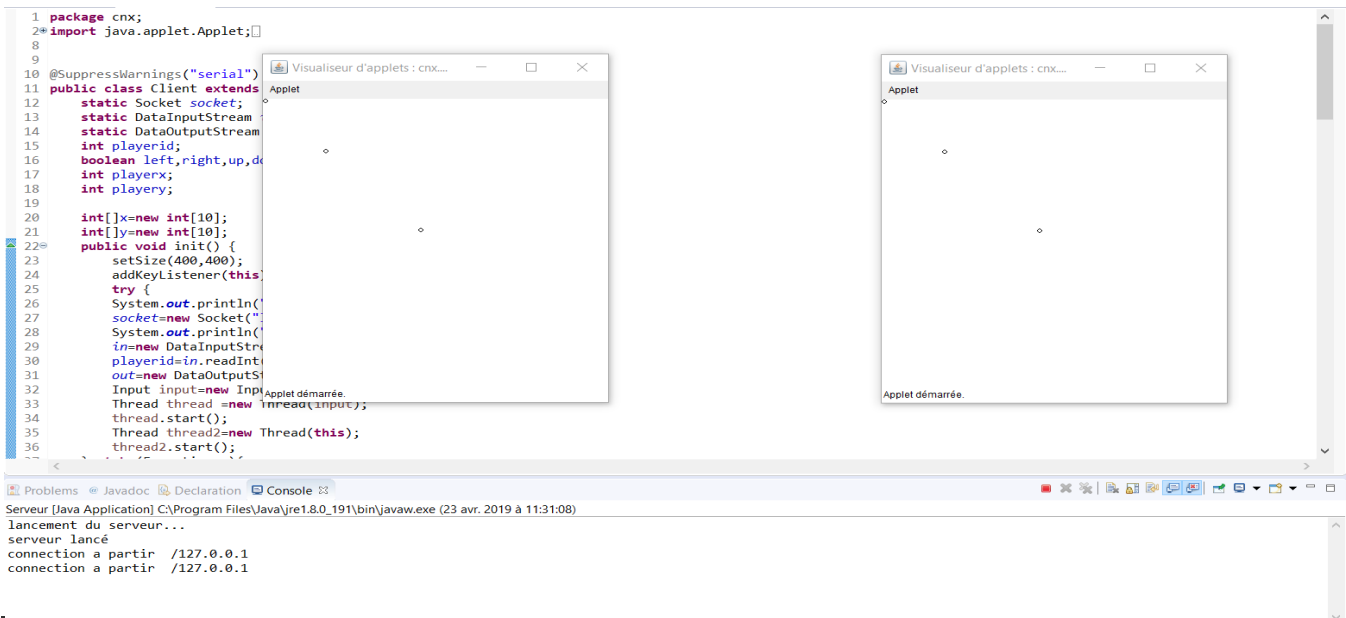 1 package cnx;
2 import java.applet.Applet;
8
9
10 @SuppressWarnings("serial")
11 public class Client extends
12 static Socket socket;
13 static DataInputStream
14 static DataOutputStream
15 int playerid;
16 boolean left,right,up,do
17 int playerx;
18 int playery;
19
20 int[]x=new int[10];
21 int[]y=new int[10];
22 public void init() {
23 setSize(400,400);
24 addKeyListener(this)
25 try {
26 System.out.println("
27 socket=new Socket("
28 System.out.println("
29 in=new DataInputStre
30 playerid=in.readInt(
31 out=new DataOutputSt
32 Input input=new Inpu
33 Thread thread =new Thread(input);
34 thread.start();
35 Thread thread2=new Thread(this);
36 thread2.start();
Visualiseur d'applets : cnx....
Applet
Applet démarrée.
Visualiseur d'applets : cnx....
Applet
Applet démarrée.
Problems @ Javadoc Declaration Console
Serveur [Java Application] C:\Program Files\Java\jre1.8.0_191\bin\javaw.exe (23 avr. 2019 à 11:31:08)
lancement du serveur...
serveur lancé
connection a partir /127.0.0.1
connection a partir /127.0.0.1